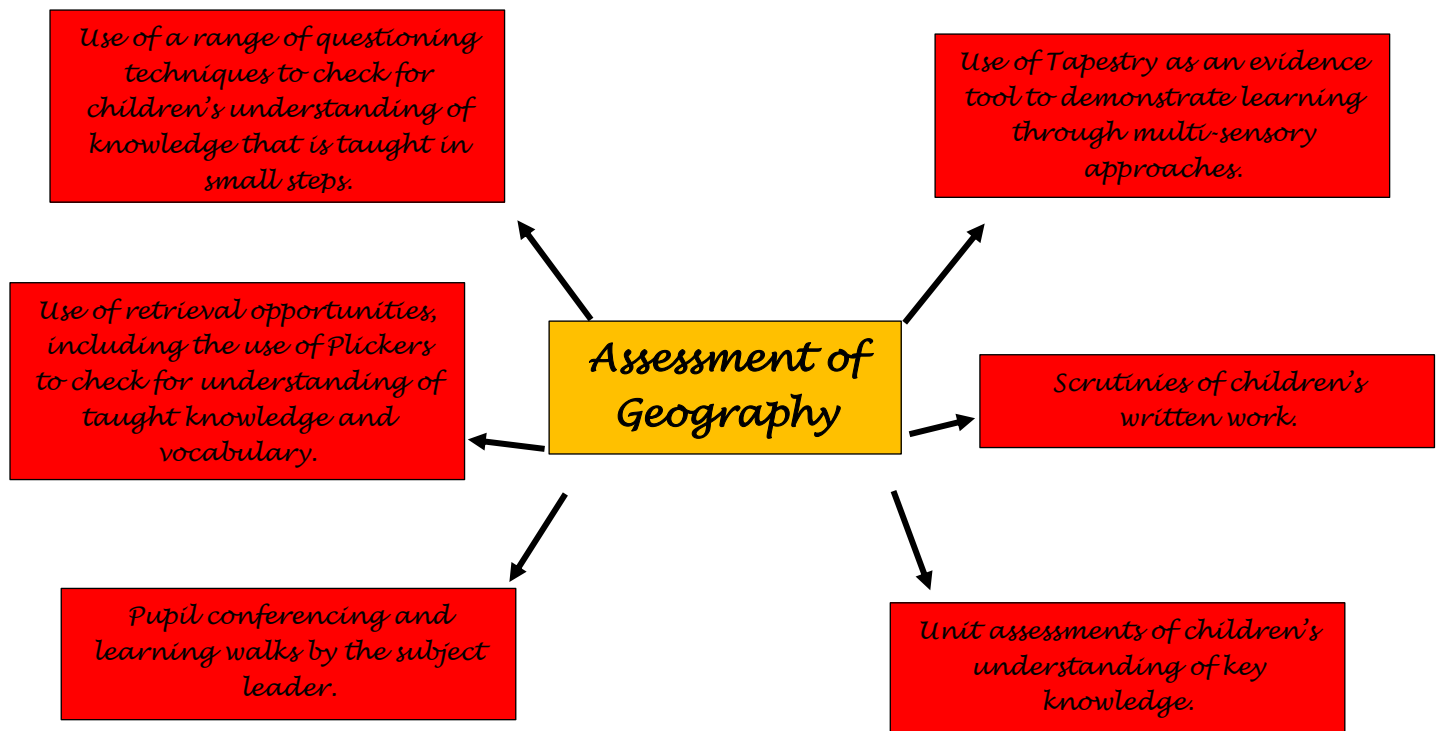 Use of a range of questioning
techniques to check for
children's understanding of
knowledge that is taught in
small steps.
Use of Tapestry as an evidence
tool to demonstrate learning
through multi-sensory
approaches.
Use of retrieval opportunities,
including the use of Plickers
to check for understanding of
taught knowledge and
vocabulary.
Assessment of
Geography
Scrutinies of children's
written work.
Pupil conferencing and
learning walks by the subject
leader.
Unit assessments of children's
understanding of key
knowledge.